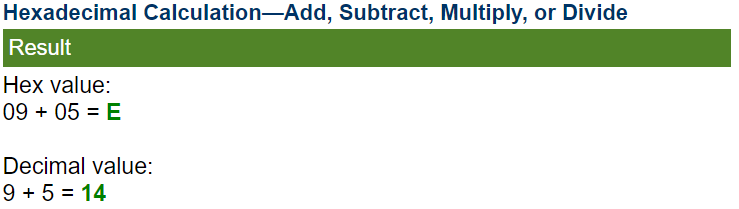 Hexadecimal Calculation—Add, Subtract, Multiply, or Divide
Result
Hex value:
09 + 05 = E
Decimal value:
9 + 5 = 14